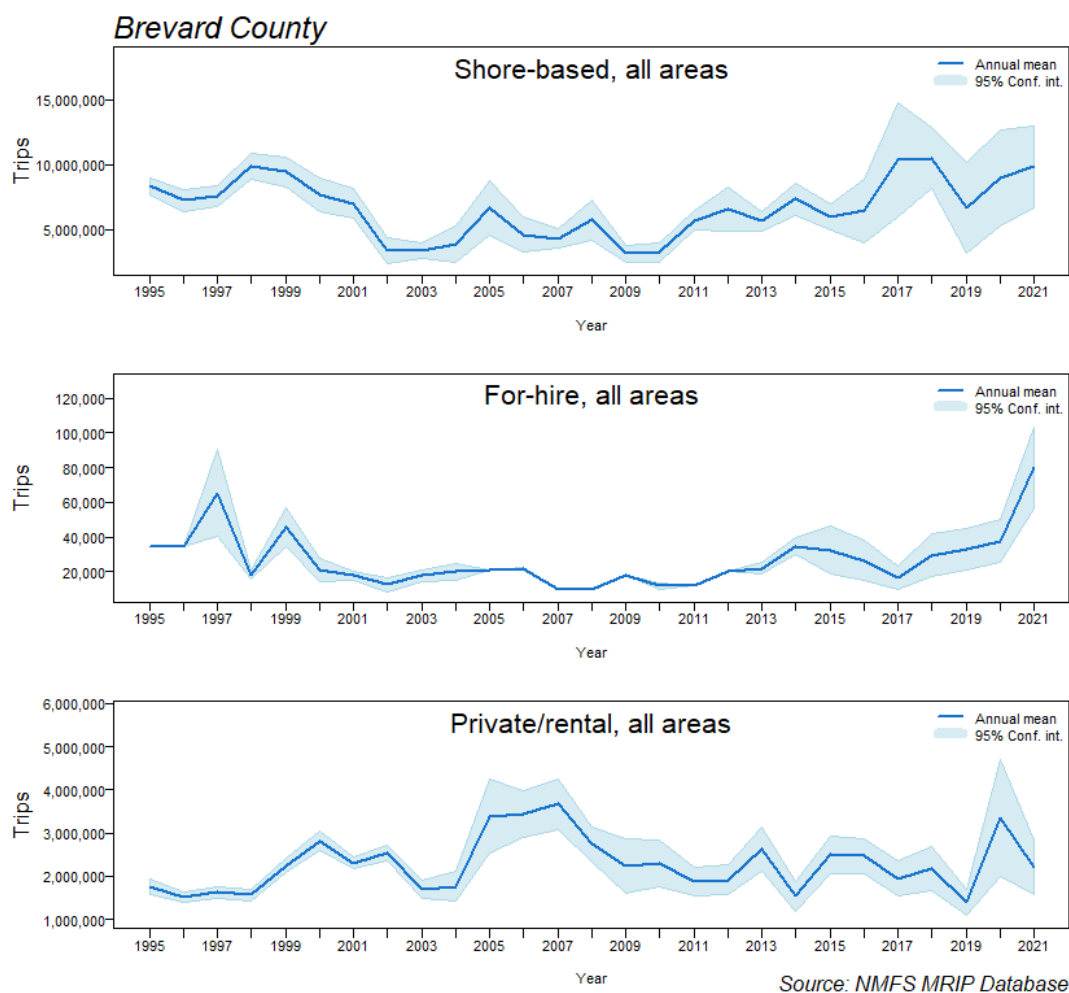 Brevard County
Shore-based, all areas
Annual mean
95% Conf. int.
15,000,000
10,000,000
5,000,000
Trips
1995 1997 1999 2001 2003 2005 2007 2009 2011 2013 2015 2017 2019 2021
Year
For-hire, all areas
Annual mean
95% Conf. int.
120,000
100,000
80,000
60,000
40,000
20,000
Trips
1995 1997 1999 2001 2003 2005 2007 2009 2011 2013 2015 2017 2019 2021
Year
Private/rental, all areas
Annual mean
95% Conf. int.
6,000,000
5,000,000
4,000,000
3,000,000
2,000,000
1,000,000
Trips
1995 1997 1999 2001 2003 2005 2007 2009 2011 2013 2015 2017 2019 2021
Year
Source: NMFS MRIP Database